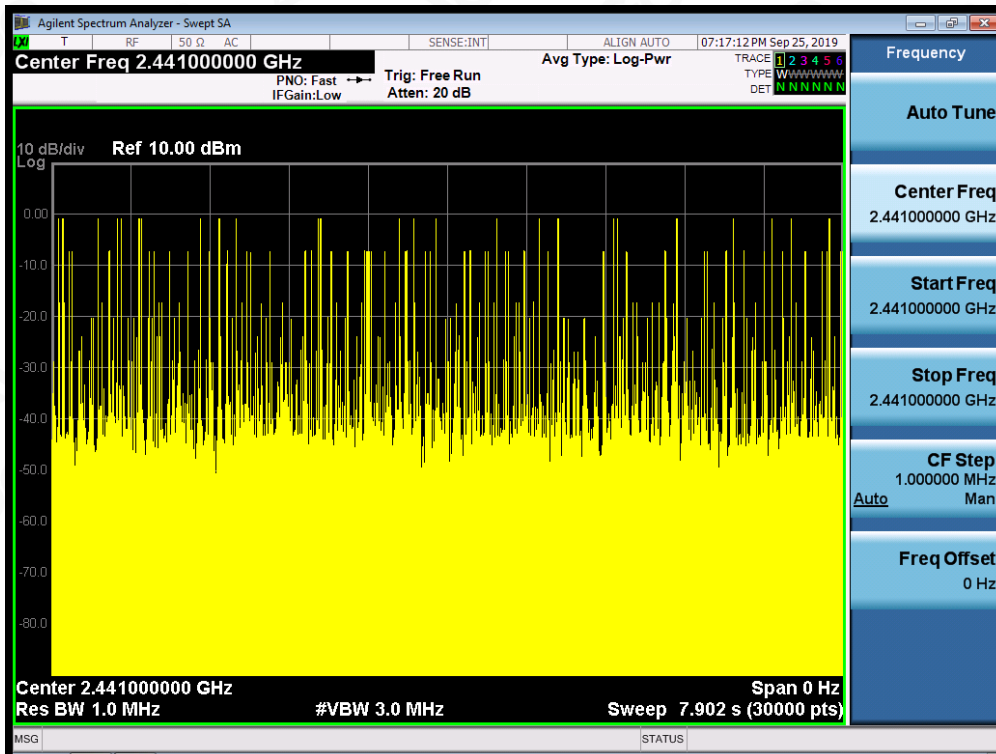 Agilent Spectrum Analyzer - Swept SA
LXI T RF 50 Ω AC SENSE:INT ALIGN AUTO 07:17:12 PM Sep 25, 2019
Center Freq 2.441000000 GHz
PNO: Fast
IFGain:Low
Trig: Free Run
Atten: 20 dB
Avg Type: Log-Pwr
TRACE 1 2 3 4 5 6
TYPE WWWWWW
DET N N N N N N
10 dB/div Ref 10.00 dBm
Log
0.00
-10.0
-20.0
-30.0
-40.0
-50.0
-60.0
-70.0
-80.0
Center 2.441000000 GHz Span 0 Hz
Res BW 1.0 MHz #VBW 3.0 MHz Sweep 7.902 s (30000 pts)
MSG STATUS
Frequency
Auto Tune
Center Freq
2.441000000 GHz
Start Freq
2.441000000 GHz
Stop Freq
2.441000000 GHz
CF Step
1.000000 MHz
Auto Man
Freq Offset
0 Hz